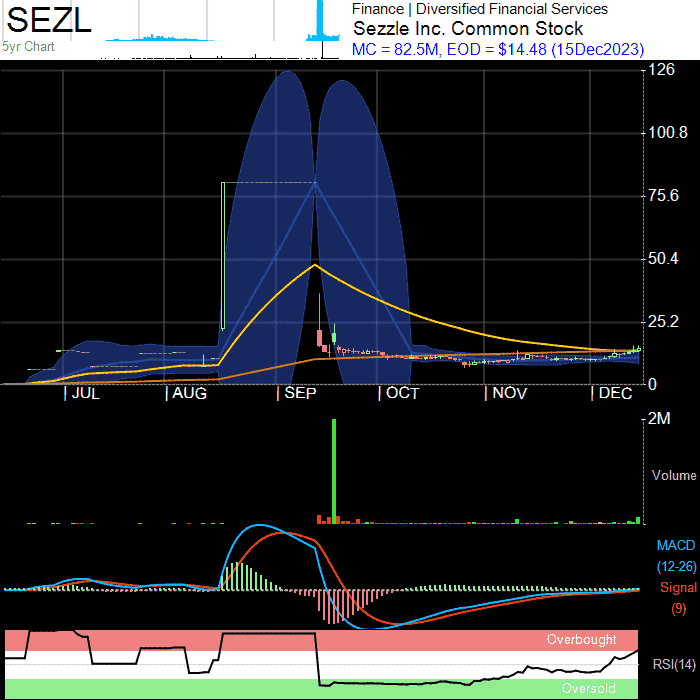 SEZL
5yr Chart
Finance | Diversified Financial Services
Sezzle Inc. Common Stock
MC = 82.5M, EOD = $14.48 (15Dec2023)
126
100.8
75.6
50.4
25.2
0
| JUL | AUG | SEP | OCT | NOV | DEC
2M
Volume
MACD
(12-26)
Signal
(9)
Overbought
RSI(14)
Oversold